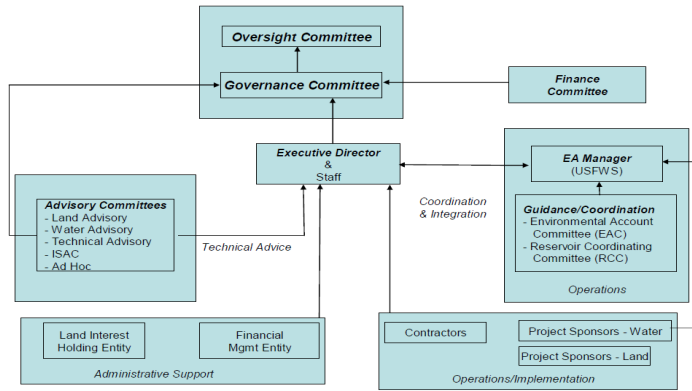 Oversight Committee
Governance Committee
Finance
Committee
Executive Director
&
Staff
EA Manager
(USFWS)
Coordination
& Integration
Guidance/Coordination
- Environmental Account
Committee (EAC)
- Reservoir Coordinating
Committee (RCC)
Operations
Advisory Committees
- Land Advisory
- Water Advisory
- Technical Advisory
- ISAC
- Ad Hoc
Technical Advice
Land Interest
Holding Entity
Financial
Mgmt Entity
Administrative Support
Contractors
Project Sponsors - Water
Project Sponsors - Land
Operations/Implementation